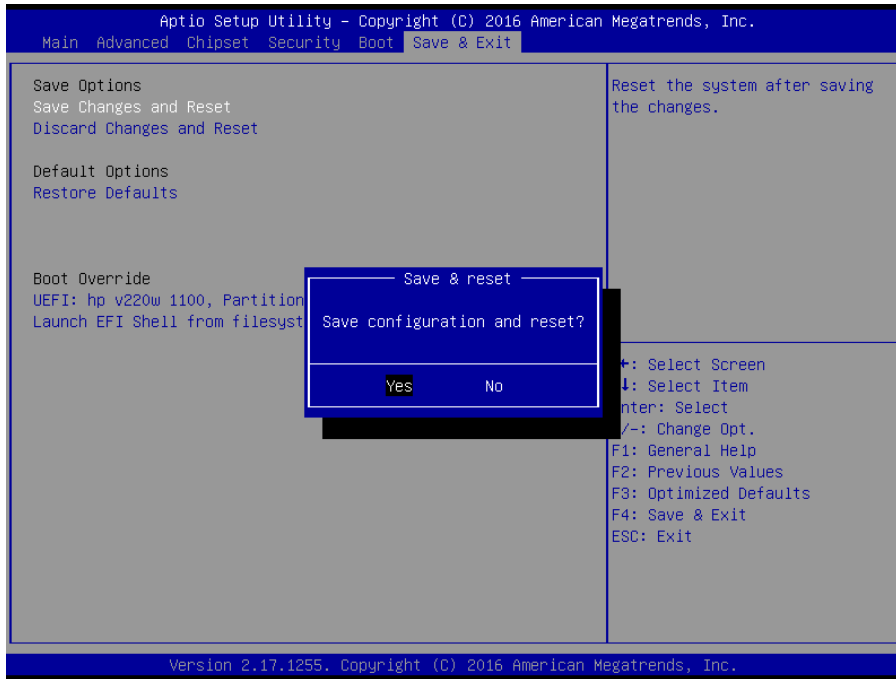 Aptio Setup Utility – Copyright (C) 2016 American Megatrends, Inc.
Main Advanced Chipset Security Boot Save & Exit
Save Options
Save Changes and Reset
Discard Changes and Reset
Default Options
Restore Defaults
Boot Override
UEFI: hp v220w 1100, Partition
Launch EFI Shell from filesyst
Save & reset
Save configuration and reset?
Yes No
Reset the system after saving
the changes.
←: Select Screen
↓: Select Item
nter: Select
/-: Change Opt.
F1: General Help
F2: Previous Values
F3: Optimized Defaults
F4: Save & Exit
ESC: Exit
Version 2.17.1255. Copyright (C) 2016 American Megatrends, Inc.